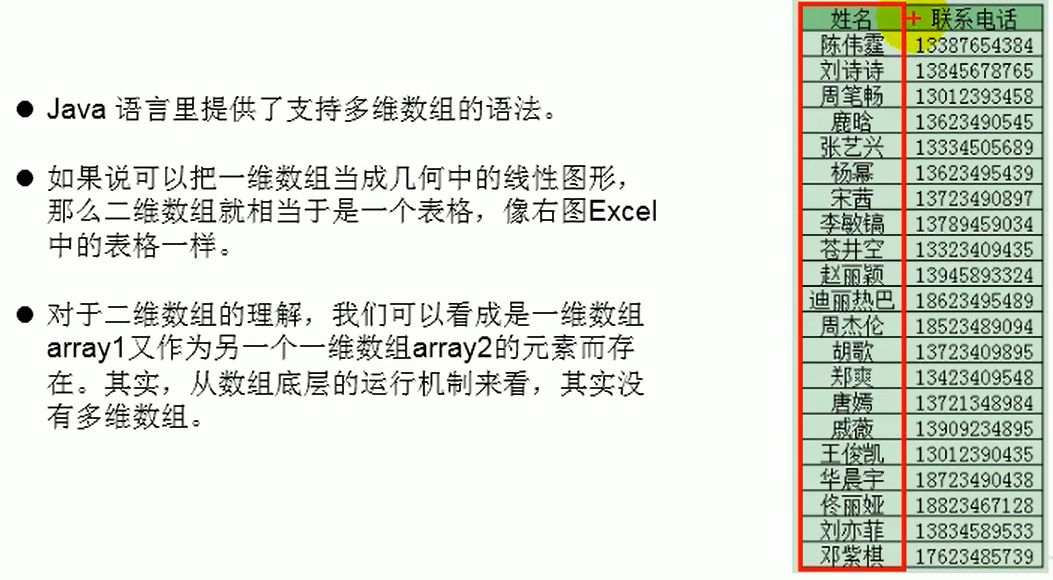 ● Java 语言里提供了支持多维数组的语法。
● 如果说可以把一维数组当成几何中的线性图形，
那么二维数组就相当于是一个表格，像右图Excel
中的表格一样。
● 对于二维数组的理解，我们可以看成是一维数组
array1又作为另一个一维数组array2的元素而存
在。其实，从数组底层的运行机制来看，其实没
有多维数组。
姓名 联系电话
陈伟霆 13387654384
刘诗诗 13845678765
周笔畅 13012393458
鹿晗 13623490545
张艺兴 13334505689
杨幂 13623495439
宋茜 13723490897
李敏镐 13789459034
苍井空 13323409435
赵丽颖 13945893324
迪丽热巴 18623495489
周杰伦 18523489094
胡歌 13723409895
郑爽 13423409548
唐嫣 13721348984
戚薇 13909234895
王俊凯 13012390435
华晨宇 18723490438
佟丽娅 18823467128
刘亦菲 13834589533
邓紫棋 17623485739